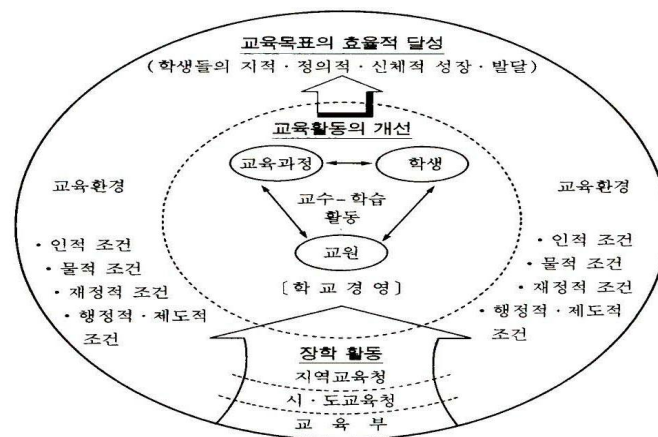 교육목표의 효율적 달성
(학생들의 지적·정의적·신체적 성장·발달)
교육활동의 개선
교육과정
학생
교수-학습
활동
교원
[학교경영]
교육환경
· 인적 조건
· 물적 조건
· 재정적 조건
· 행정적·제도적
조건
교육환경
· 인적 조건
· 물적 조건
· 재정적 조건
· 행정적·제도적
조건
장학 활동
지역교육청
시·도교육청
교 육 부